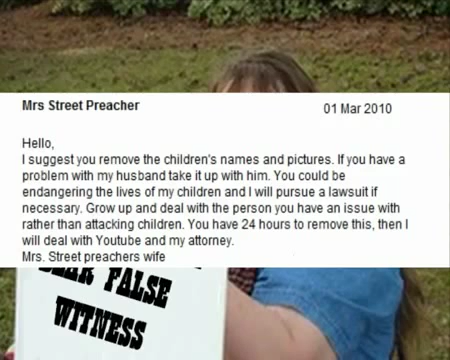 Mrs Street Preacher
01 Mar 2010
Hello,
I suggest you remove the children's names and pictures. If you have a
problem with my husband take it up with him. You could be
endangering the lives of my children and I will pursue a lawsuit if
necessary. Grow up and deal with the person you have an issue with
rather than attacking children. You have 24 hours to remove this, then I
will deal with Youtube and my attorney.
Mrs. Street preachers wife
FALSE
WITNESS